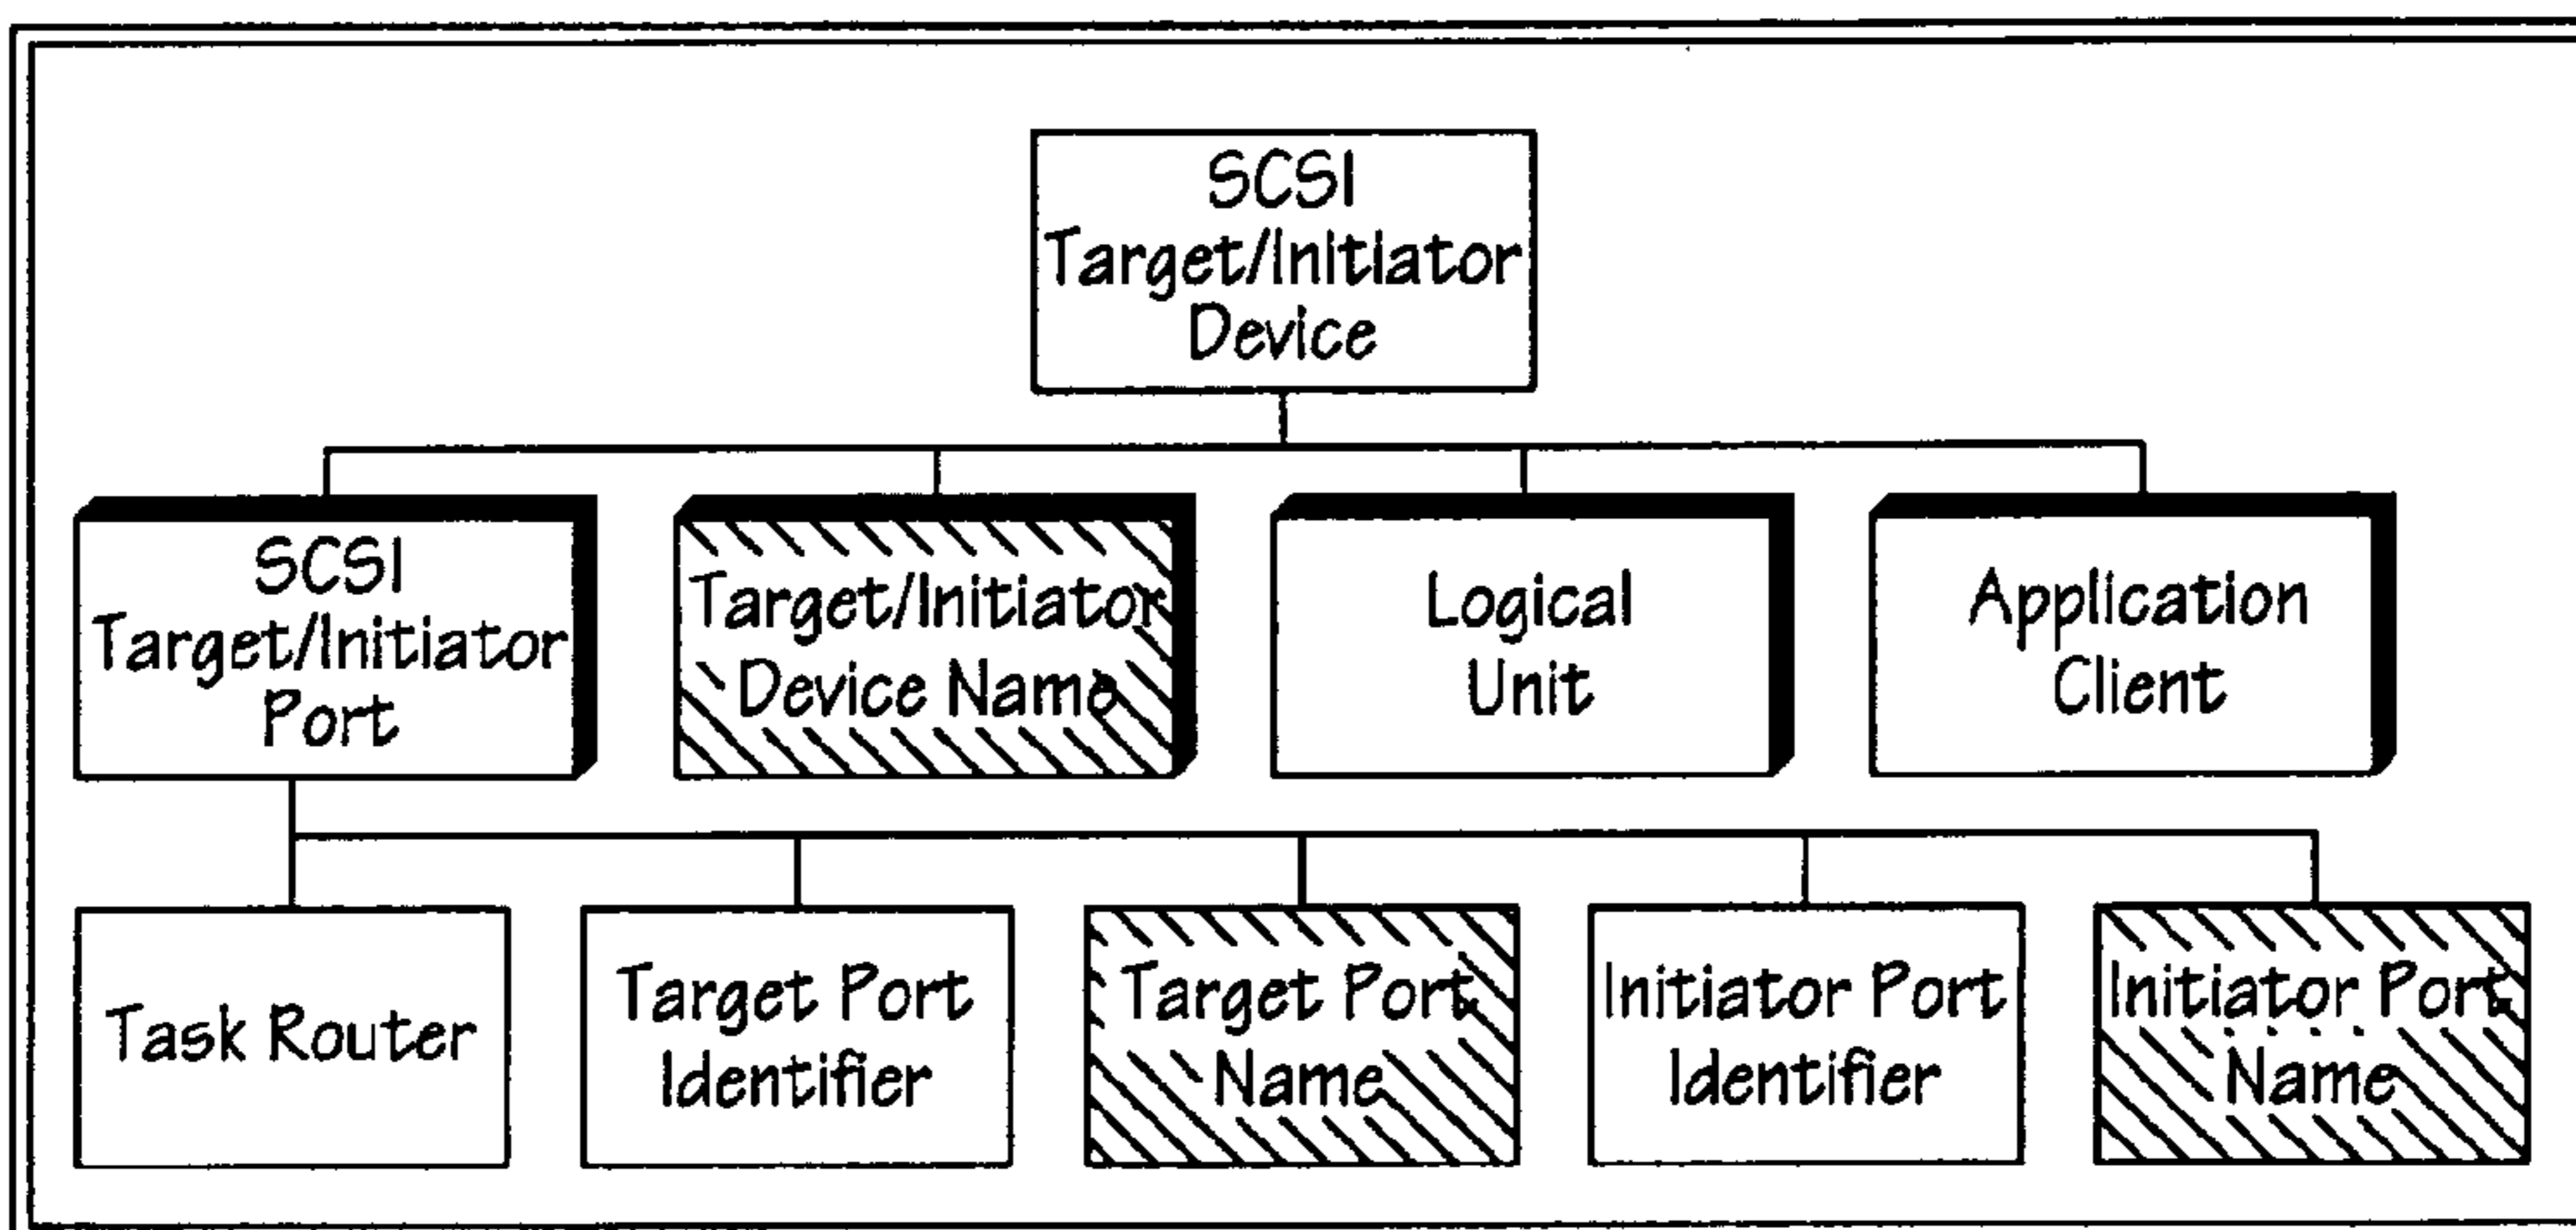 SCSI
Target/Initiator
Device
SCSI
Target/Initiator
Port
Target/Initiator
Device Name
Logical
Unit
Application
Client
Task Router
Target Port
Identifier
Target Port
Name
Initiator Port
Identifier
Initiator Port
Name